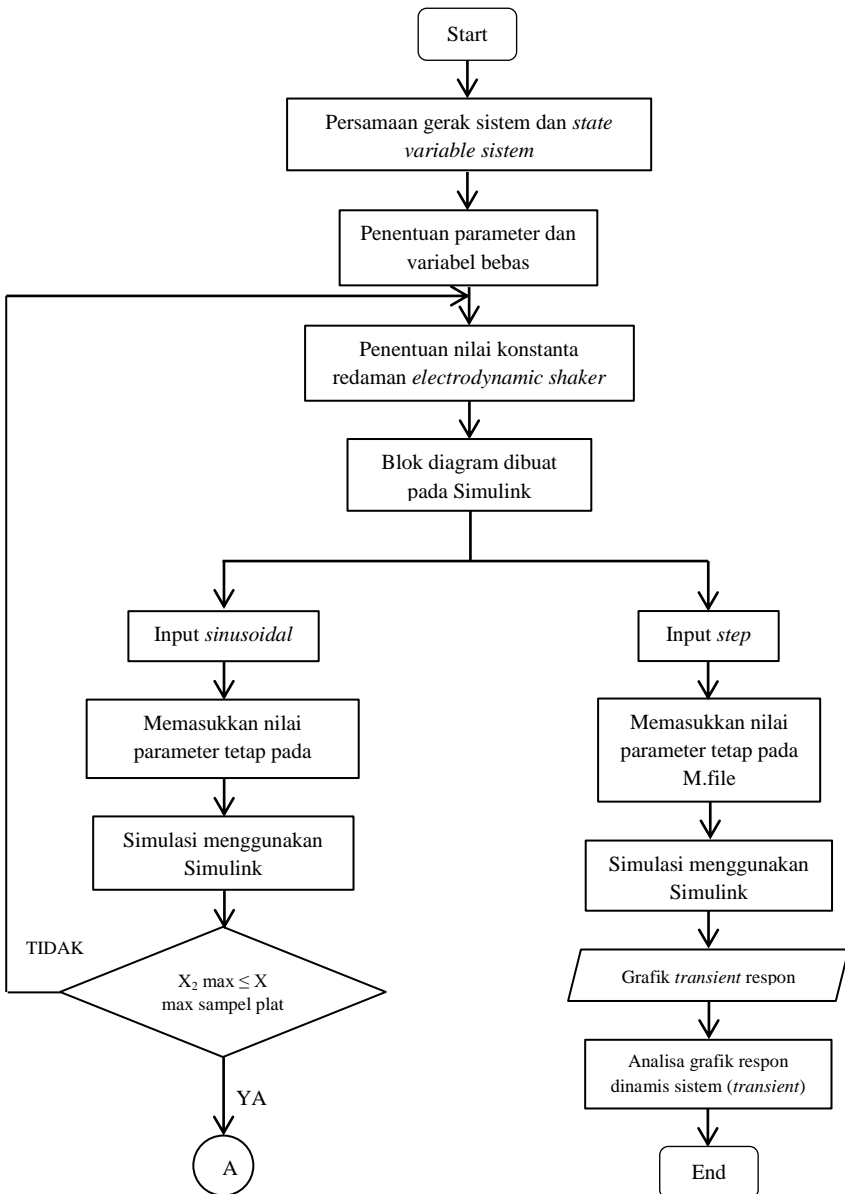 Start
Persamaan gerak sistem dan state
variable sistem
Penentuan parameter dan
variabel bebas
Penentuan nilai konstanta
redaman electrodynamic shaker
Blok diagram dibuat
pada Simulink
Input sinusoidal
Memasukkan nilai
parameter tetap pada
Simulasi menggunakan
Simulink
TIDAK
X₂ max ≤ X
max sampel plat
YA
A
Input step
Memasukkan nilai
parameter tetap pada
M.file
Simulasi menggunakan
Simulink
Grafik transient respon
Analisa grafik respon
dinamis sistem (transient)
End